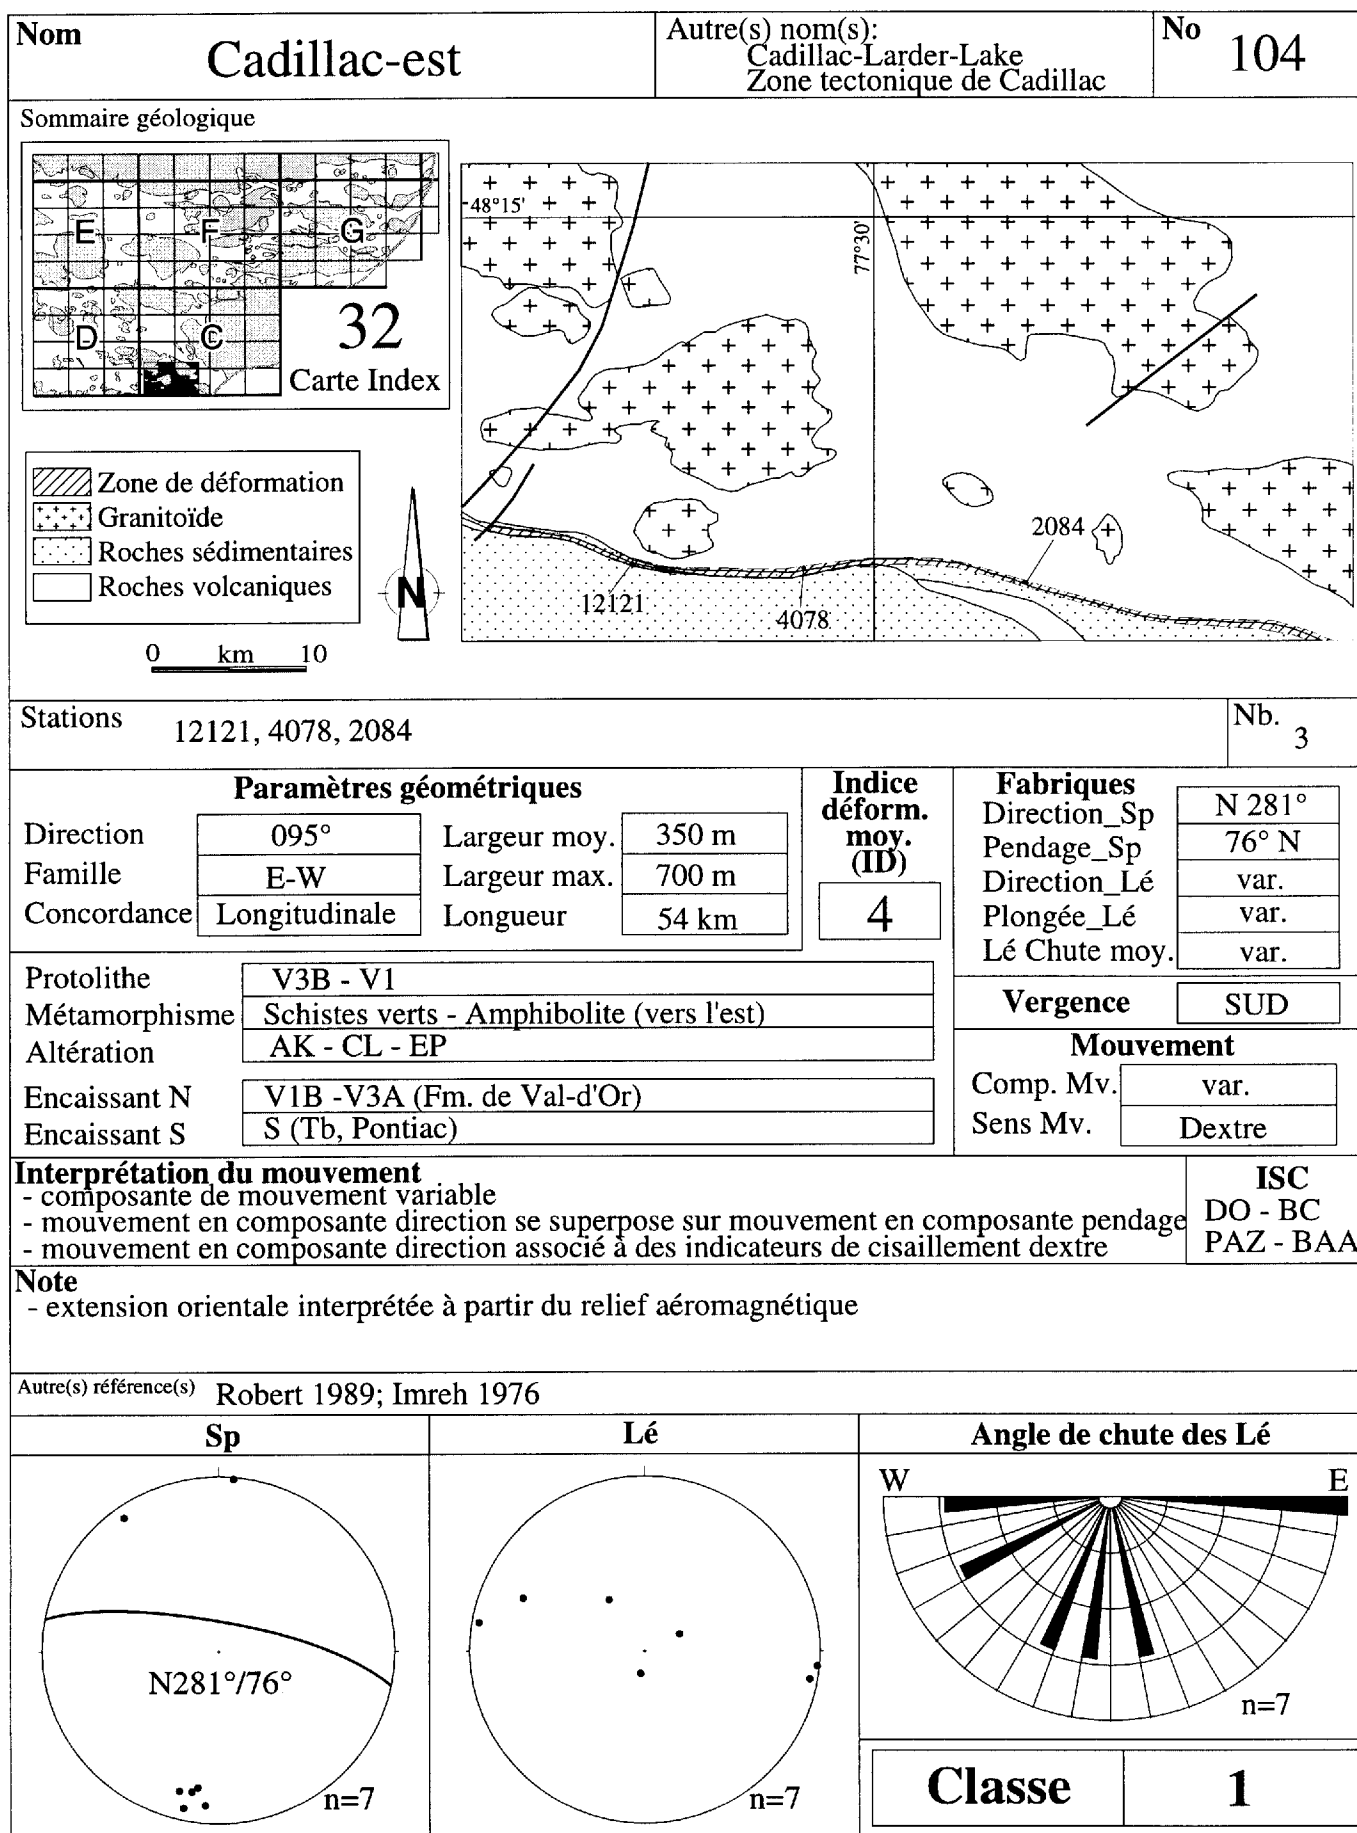 Nom
Cadillac-est
Autre(s) nom(s):
Cadillac-Larder-Lake
Zone tectonique de Cadillac
No
104
Sommaire géologique
E
F
G
D
C
32
Carte Index
Zone de déformation
Granitoïde
Roches sédimentaires
Roches volcaniques
N
0 km 10
48°15'
77°30'
2084
12121
4078
Stations
12121, 4078, 2084
Nb.
3
Paramètres géométriques
Direction 095°
Famille E-W
Concordance Longitudinale
Largeur moy. 350 m
Largeur max. 700 m
Longueur 54 km
Indice
déform.
moy.
(ID)
4
Fabriques
Direction_Sp N 281°
Pendage_Sp 76° N
Direction_Lé var.
Plongée_Lé var.
Lé Chute moy. var.
Protolithe V3B - V1
Métamorphisme Schistes verts - Amphibolite (vers l'est)
Altération AK - CL - EP
Encaissant N V1B -V3A (Fm. de Val-d'Or)
Encaissant S S (Tb, Pontiac)
Vergence SUD
Mouvement
Comp. Mv. var.
Sens Mv. Dextre
Interprétation du mouvement
- composante de mouvement variable
- mouvement en composante direction se superpose sur mouvement en composante pendage
- mouvement en composante direction associé à des indicateurs de cisaillement dextre
ISC
DO - BC
PAZ - BAA
Note
- extension orientale interprétée à partir du relief aéromagnétique
Autre(s) référence(s) Robert 1989; Imreh 1976
Sp
N281°/76°
n=7
Lé
n=7
Angle de chute des Lé
W E
n=7
Classe 1